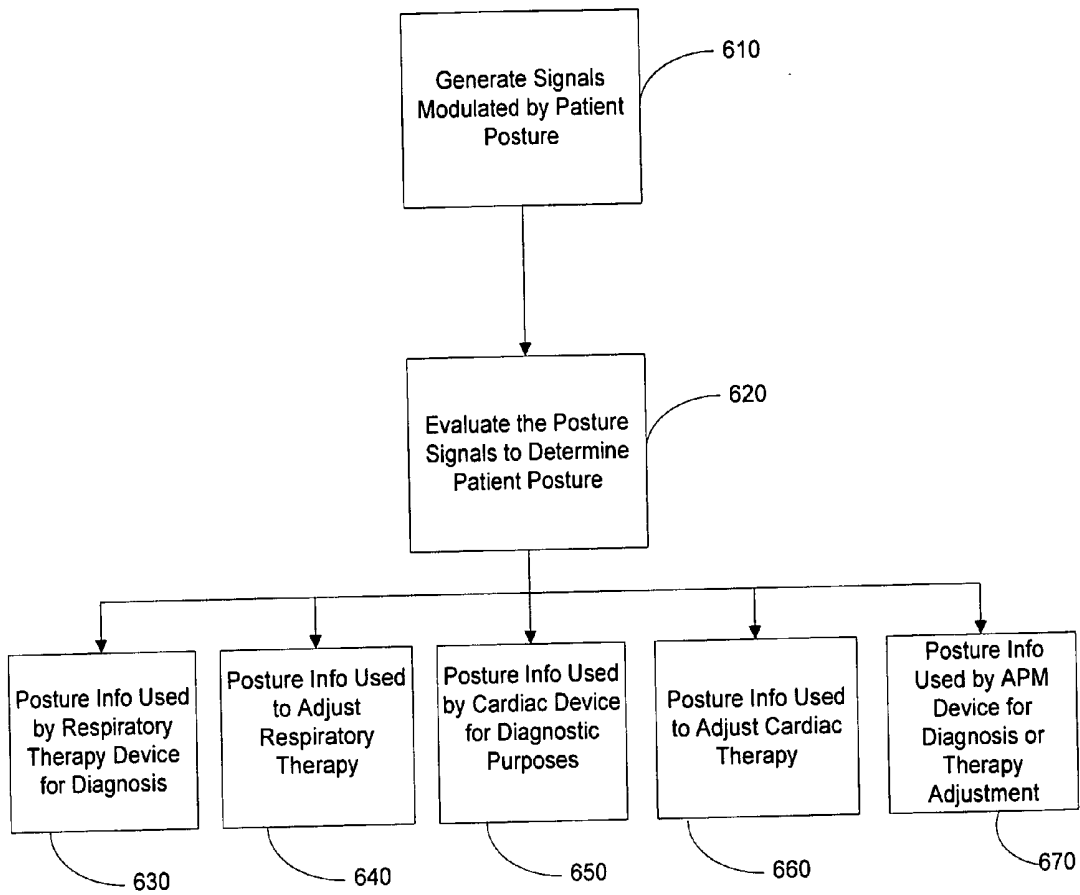 Generate Signals
Modulated by Patient
Posture
610
Evaluate the Posture
Signals to Determine
Patient Posture
620
Posture Info Used
by Respiratory
Therapy Device
for Diagnosis
630
Posture Info Used
to Adjust
Respiratory
Therapy
640
Posture Info Used
by Cardiac Device
for Diagnostic
Purposes
650
Posture Info Used
to Adjust Cardiac
Therapy
660
Posture Info
Used by APM
Device for
Diagnosis or
Therapy
Adjustment
670